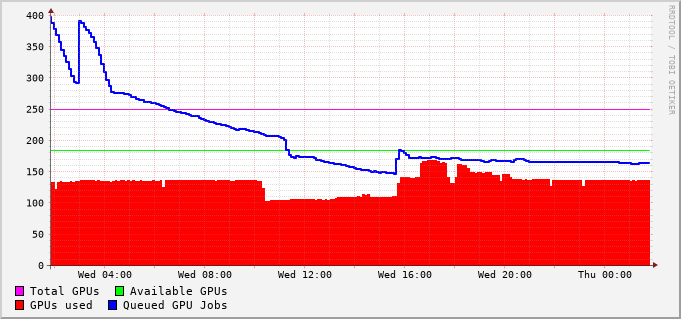 400
350
300
250
200
150
100
50
0
Wed 04:00 Wed 08:00 Wed 12:00 Wed 16:00 Wed 20:00 Thu 00:00
Total GPUs Available GPUs
GPUs used Queued GPU Jobs
RRDTOOL / TOBI OETIKER